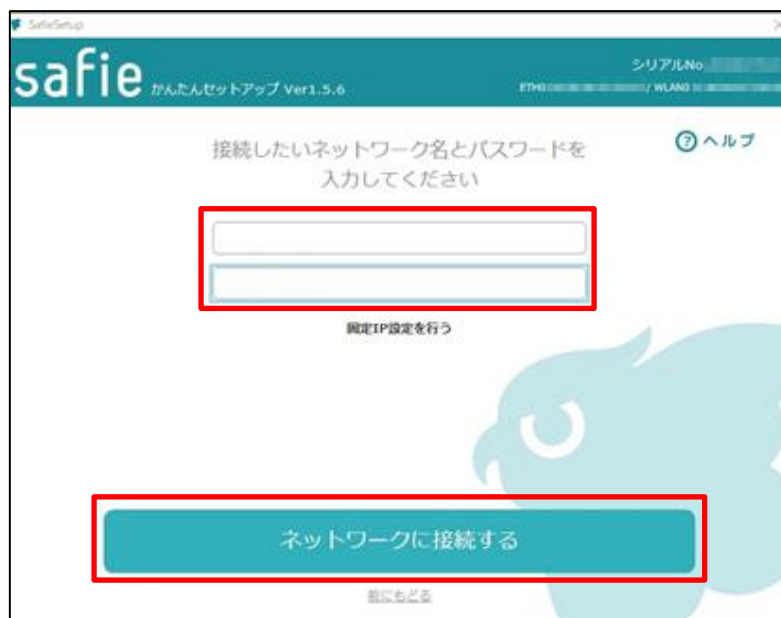 SafieSetup
safie かんたんセットアップ Ver1.5.6
シリアルNo.
ETH0 / WLAN0
ヘルプ
接続したいネットワーク名とパスワードを
入力してください
固定IP設定を行う
ネットワークに接続する
前にもどる